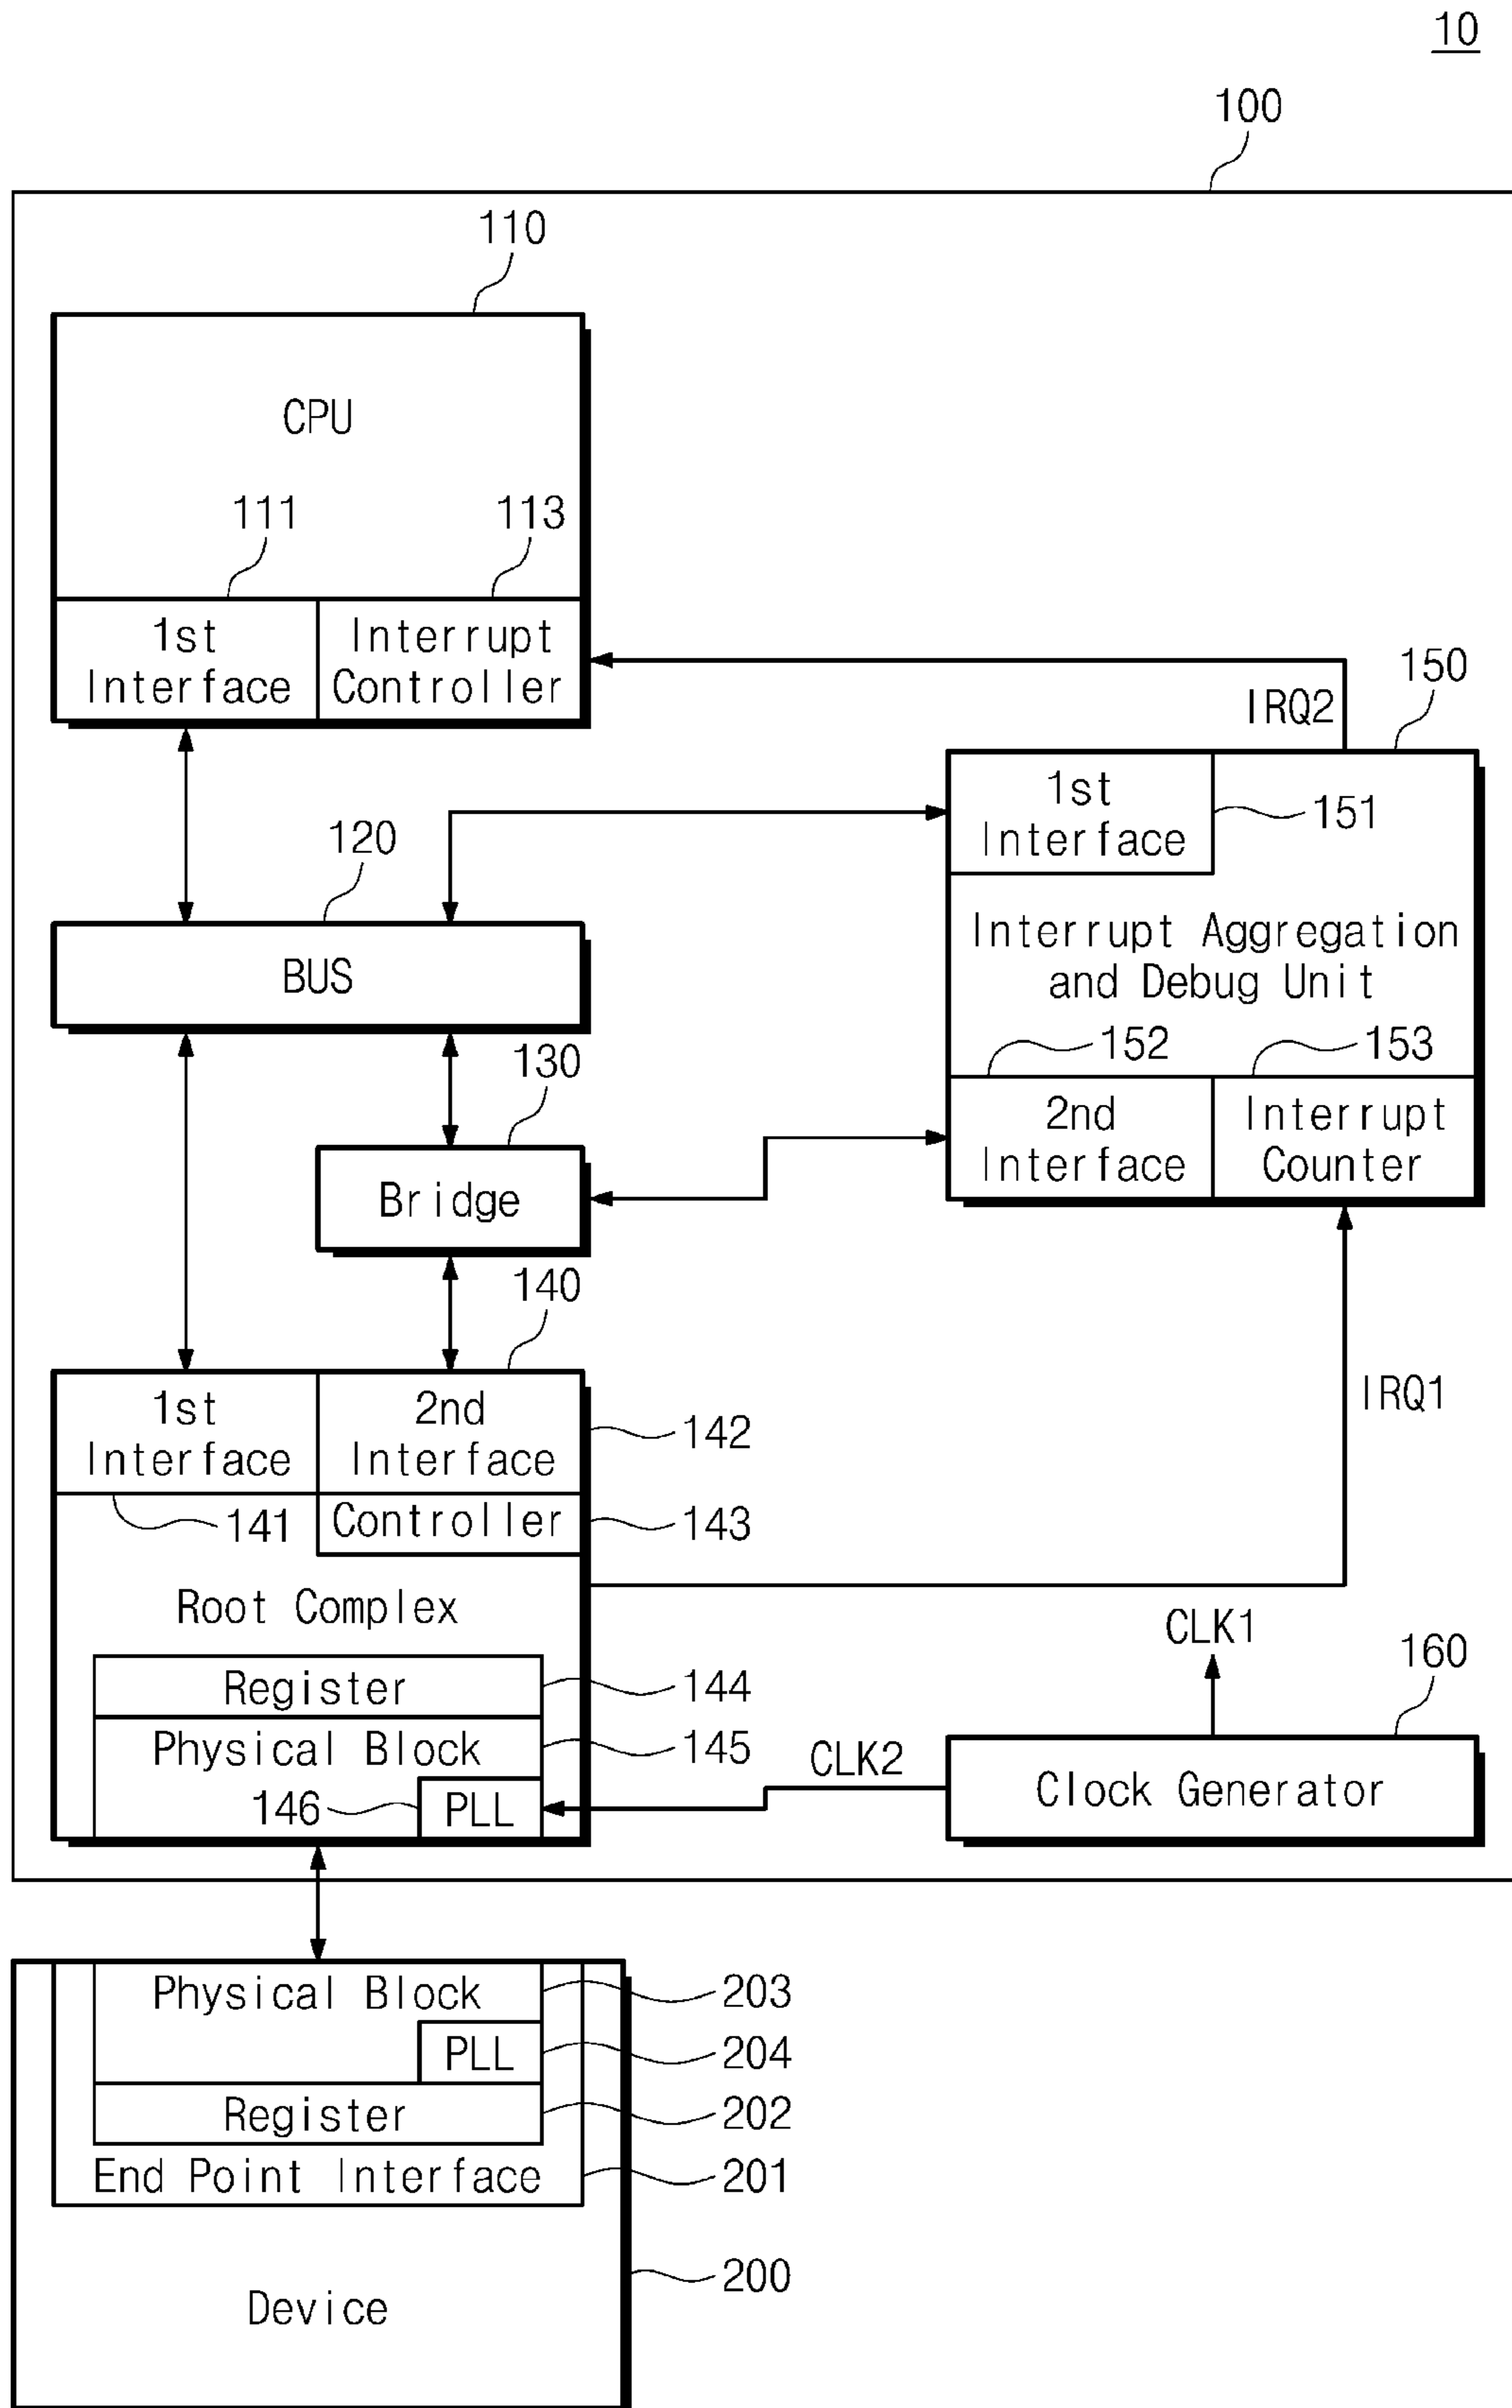 10
100
110
CPU
111
113
1st
Interface
Interrupt
Controller
IRQ2
150
1st
Interface
151
120
BUS
Interrupt Aggregation
and Debug Unit
152
153
130
2nd
Interface
Interrupt
Counter
Bridge
140
1st
Interface
2nd
Interface
142
IRQ1
141
Controller
143
Root Complex
CLK1
160
Register
144
Physical Block
145
CLK2
Clock Generator
146
PLL
Physical Block
203
PLL
204
Register
202
End Point Interface
201
200
Device